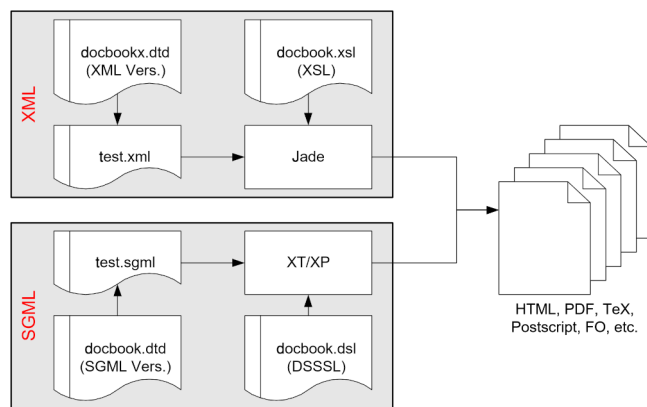 XML
docbookx.dtd
(XML Vers.)
docbook.xsl
(XSL)
test.xml
Jade
SGML
test.sgml
XT/XP
docbook.dtd
(SGML Vers.)
docbook.dsl
(DSSSL)
HTML, PDF, TeX,
Postscript, FO, etc.